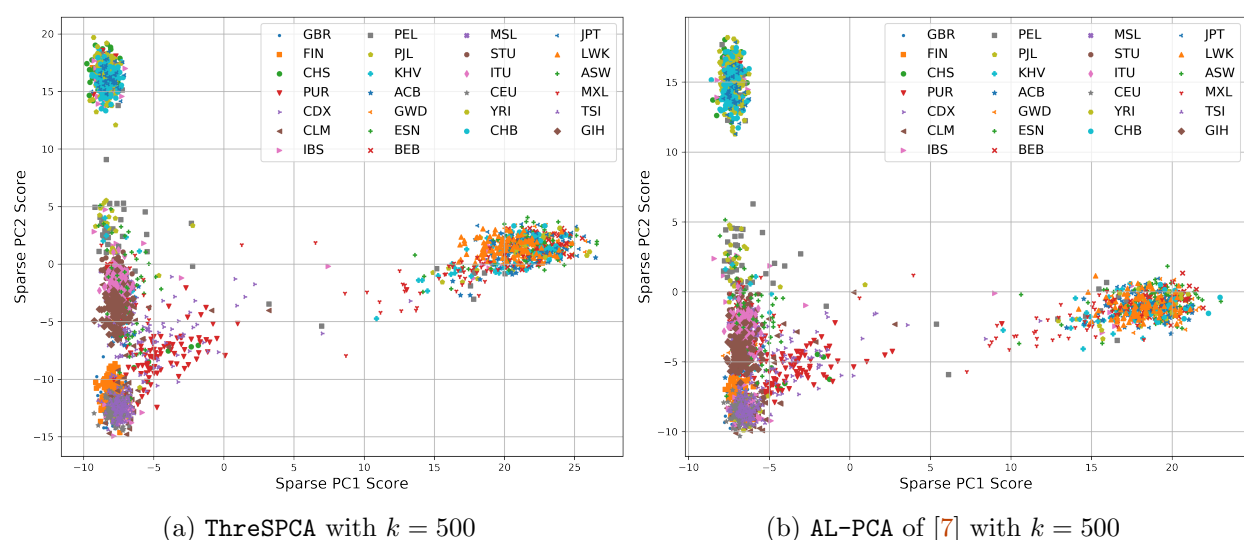 GBR PEL MSL JPT
FIN PJL STU LWK
CHS KHV ITU ASW
PUR ACB CEU MXL
CDX GWD YRI TSI
CLM ESN CHB GIH
IBS BEB
20
15
10
5
0
−5
−10
−15
Sparse PC2 Score
−10 −5 0 5 10 15 20 25
Sparse PC1 Score
(a) ThreSPCA with k = 500
GBR PEL MSL JPT
FIN PJL STU LWK
CHS KHV ITU ASW
PUR ACB CEU MXL
CDX GWD YRI TSI
CLM ESN CHB GIH
IBS BEB
15
10
5
0
−5
−10
Sparse PC2 Score
−10 −5 0 5 10 15 20
Sparse PC1 Score
(b) AL-PCA of [7] with k = 500